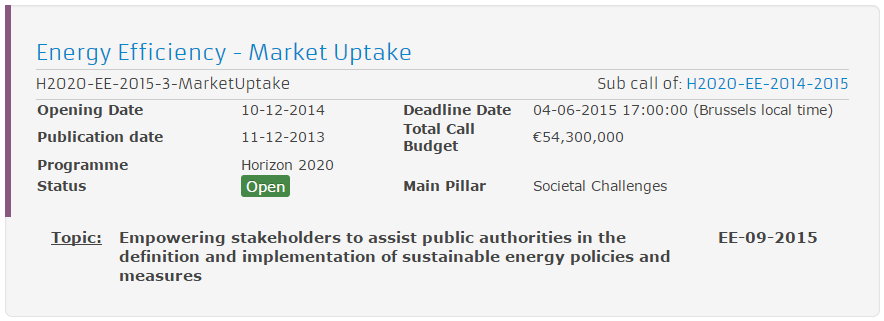 Energy Efficiency - Market Uptake
H2020-EE-2015-3-MarketUptake Sub call of: H2020-EE-2014-2015
Opening Date 10-12-2014 Deadline Date 04-06-2015 17:00:00 (Brussels local time)
Publication date 11-12-2013 Total Call Budget €54,300,000
Programme Horizon 2020
Status Open Main Pillar Societal Challenges
Topic: Empowering stakeholders to assist public authorities in the EE-09-2015
definition and implementation of sustainable energy policies and
measures